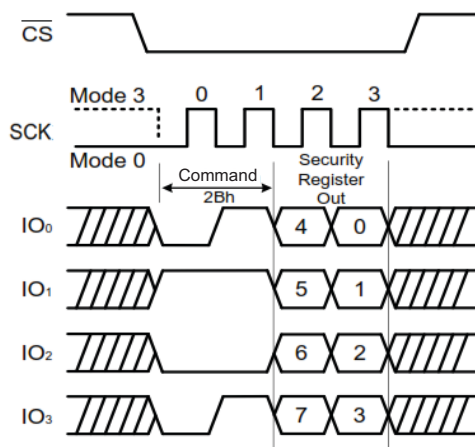 CS
Mode 3 0 1 2 3
SCK
Mode 0
Command
Security
Register
Out
2Bh
IO0 4 0
IO1 5 1
IO2 6 2
IO3 7 3